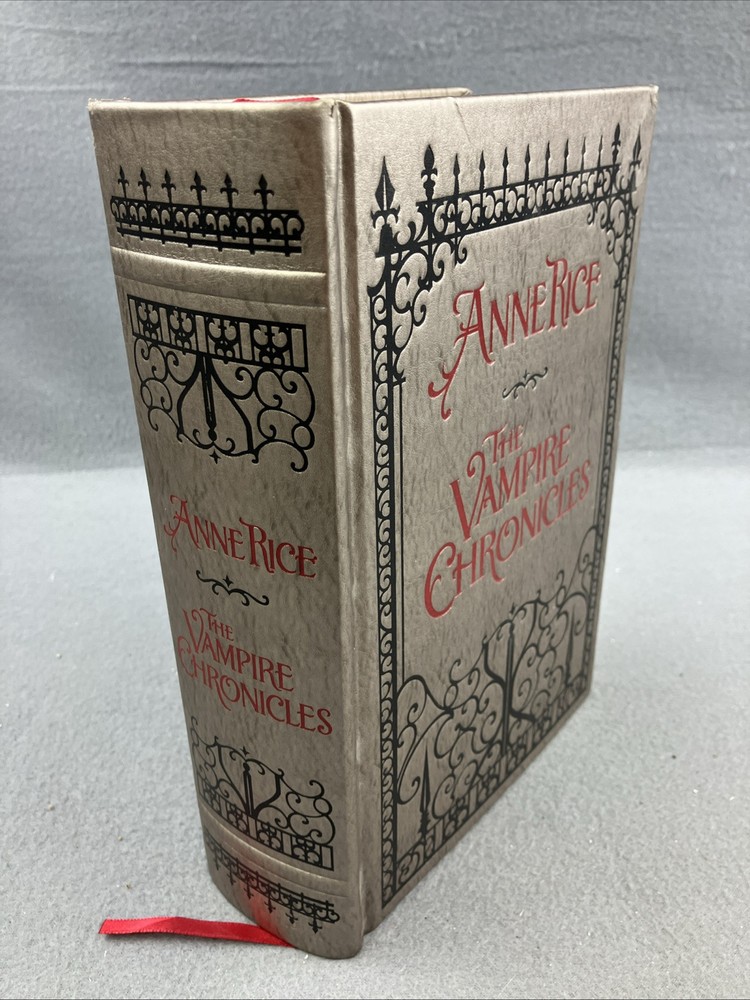 ANNE RICE
THE
VAMPIRE
CHRONICLES
ANNE RICE
THE
VAMPIRE
CHRONICLES